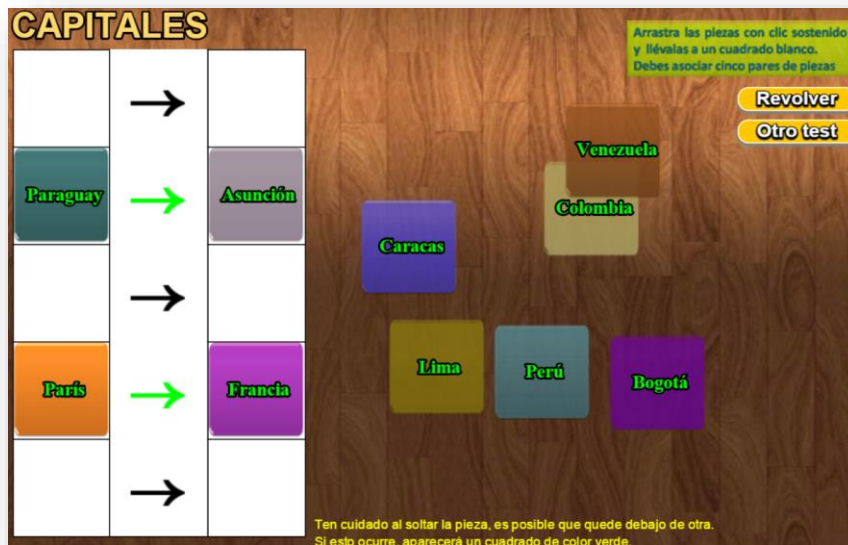 CAPITALES
Arrastra las piezas con clic sostenido
y llévalas a un cuadrado blanco.
Debes asociar cinco pares de piezas
Revolver
Otro test
Venezuela
Paraguay
Asunción
Colombia
Caracas
Lima
Perú
Bogotá
París
Francia
Ten cuidado al soltar la pieza, es posible que quede debajo de otra.
Si esto ocurre, aparecerá un cuadrado de color verde.